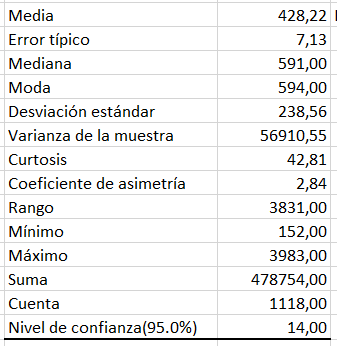 Media 428,22
Error típico 7,13
Mediana 591,00
Moda 594,00
Desviación estándar 238,56
Varianza de la muestra 56910,55
Curtosis 42,81
Coeficiente de asimetría 2,84
Rango 3831,00
Mínimo 152,00
Máximo 3983,00
Suma 478754,00
Cuenta 1118,00
Nivel de confianza(95.0%) 14,00